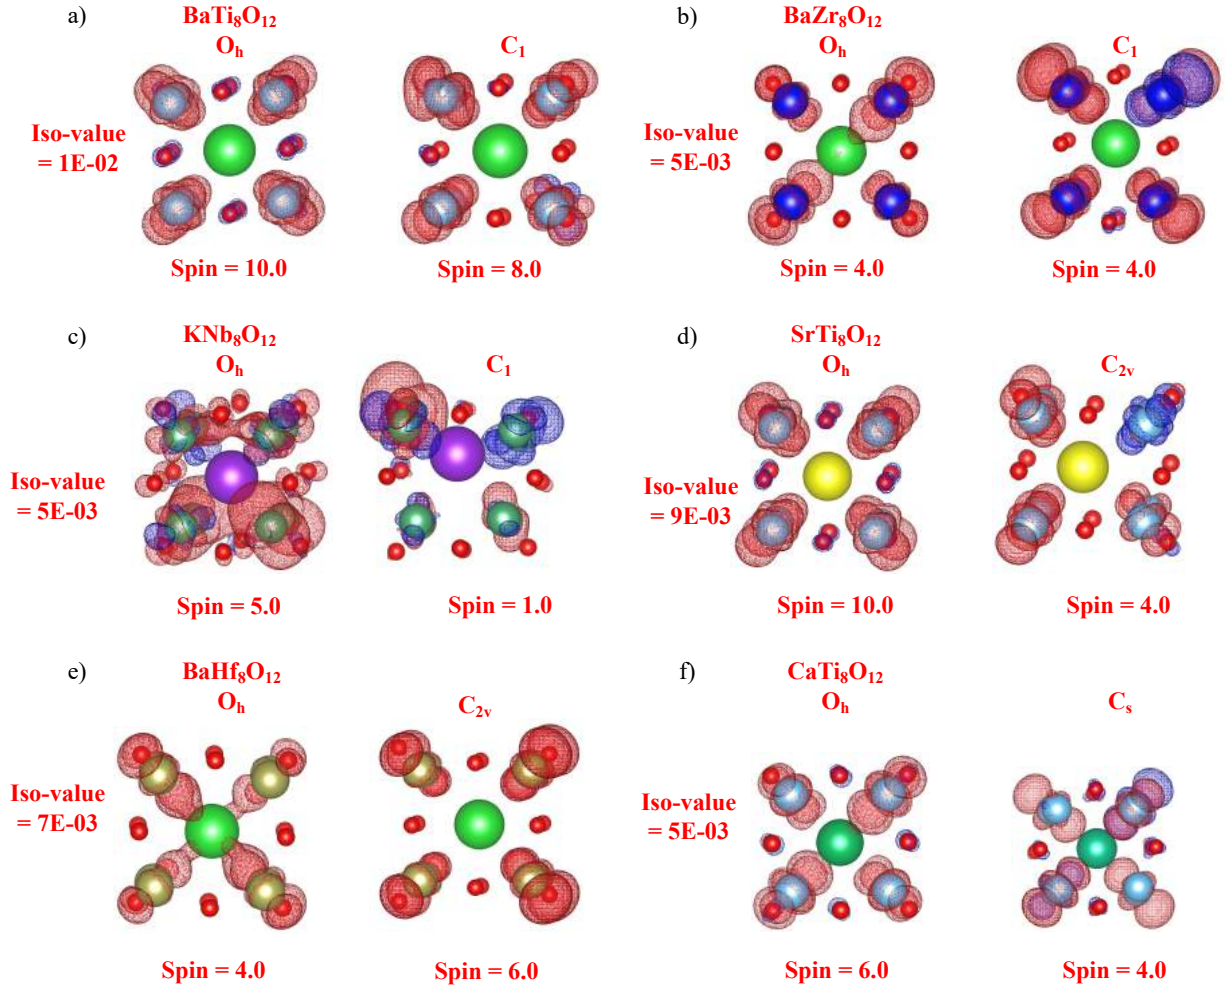 a)
BaTi₈O₁₂
Oₕ
C₁
Iso-value
= 1E-02
Spin = 10.0
Spin = 8.0
b)
BaZr₈O₁₂
Oₕ
C₁
Iso-value
= 5E-03
Spin = 4.0
Spin = 4.0
c)
KNb₈O₁₂
Oₕ
C₁
Iso-value
= 5E-03
Spin = 5.0
Spin = 1.0
d)
SrTi₈O₁₂
Oₕ
C₂ᵥ
Iso-value
= 9E-03
Spin = 10.0
Spin = 4.0
e)
BaHf₈O₁₂
Oₕ
C₂ᵥ
Iso-value
= 7E-03
Spin = 4.0
Spin = 6.0
f)
CaTi₈O₁₂
Oₕ
Cₛ
Iso-value
= 5E-03
Spin = 6.0
Spin = 4.0